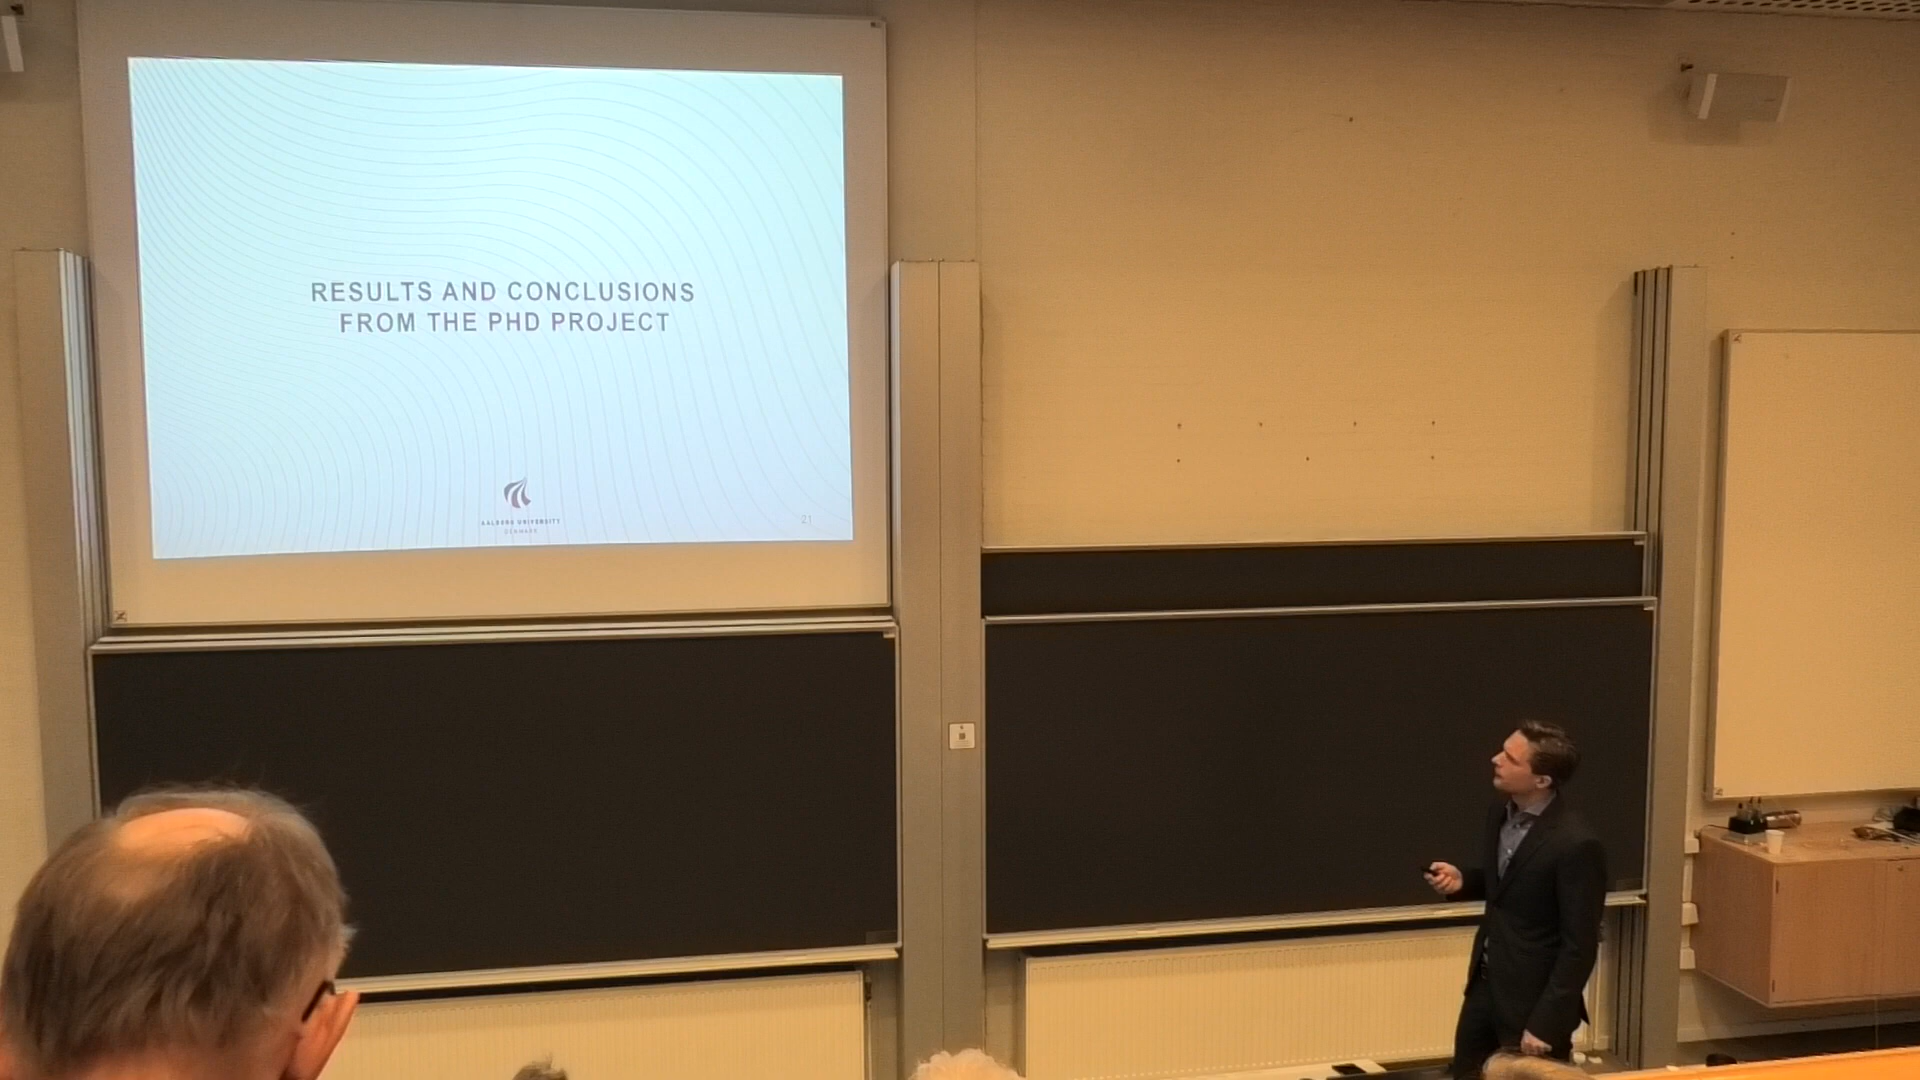 RESULTS AND CONCLUSIONS
FROM THE PHD PROJECT
AALBORG UNIVERSITY
DENMARK
21